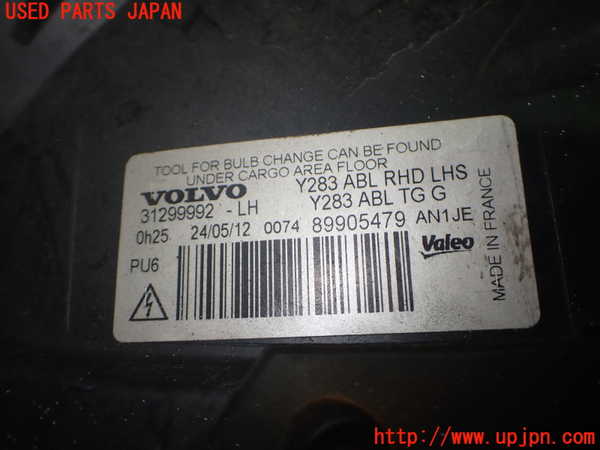 USED PARTS JAPAN
TOOL FOR BULB CHANGE CAN BE FOUND
UNDER CARGO AREA FLOOR
VOLVO Y283 ABL RHD LHS
31299992 -LH Y283 ABL TG G
0h25 24/05/12 0074 89905479 AN1JE
PU6 Valeo
MADE IN FRANCE
http://www.upjpn.com/